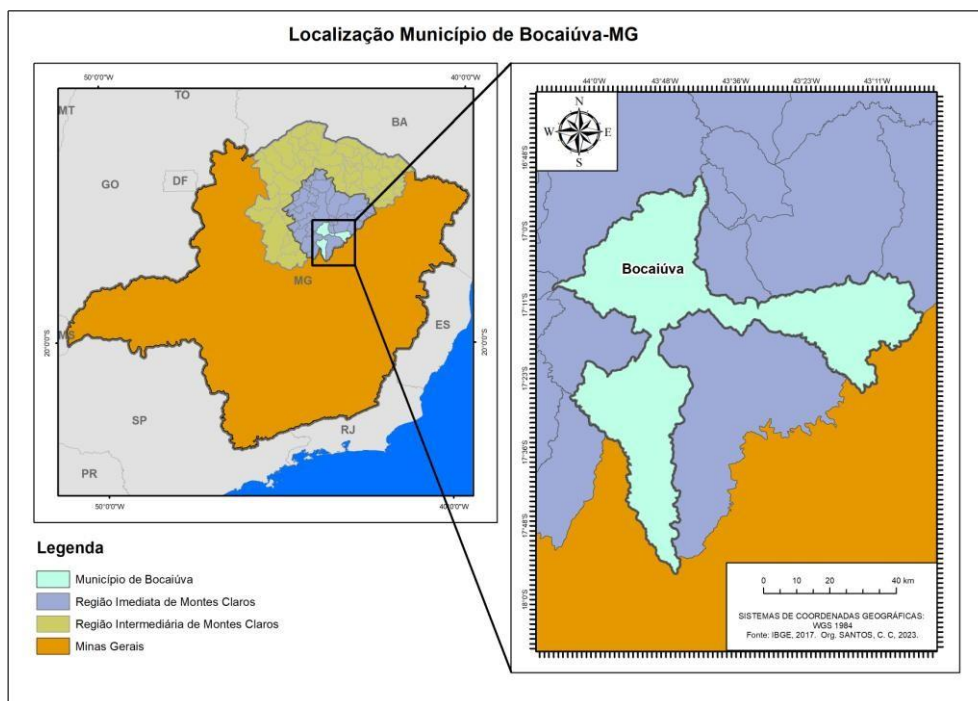 Localização Município de Bocaiúva-MG
50°0'0"W
40°0'0"W
TO
MT
BA
GO
DF
MG
MS
ES
20°0'0"S
20°0'0"S
SP
RJ
PR
50°0'0"W
40°0'0"W
44°0'W
43°48'W
43°36'W
43°23'W
43°11'W
N
W
E
S
16°48'S
17°0'S
17°11'S
17°23'S
17°36'S
17°48'S
18°0'S
Bocaiúva
0 10 20 40 km
SISTEMAS DE COORDENADAS GEOGRÁFICAS:
WGS 1984
Fonte: IBGE, 2017. Org. SANTOS, C. C, 2023.
Legenda
Município de Bocaiúva
Região Imediata de Montes Claros
Região Intermediária de Montes Claros
Minas Gerais